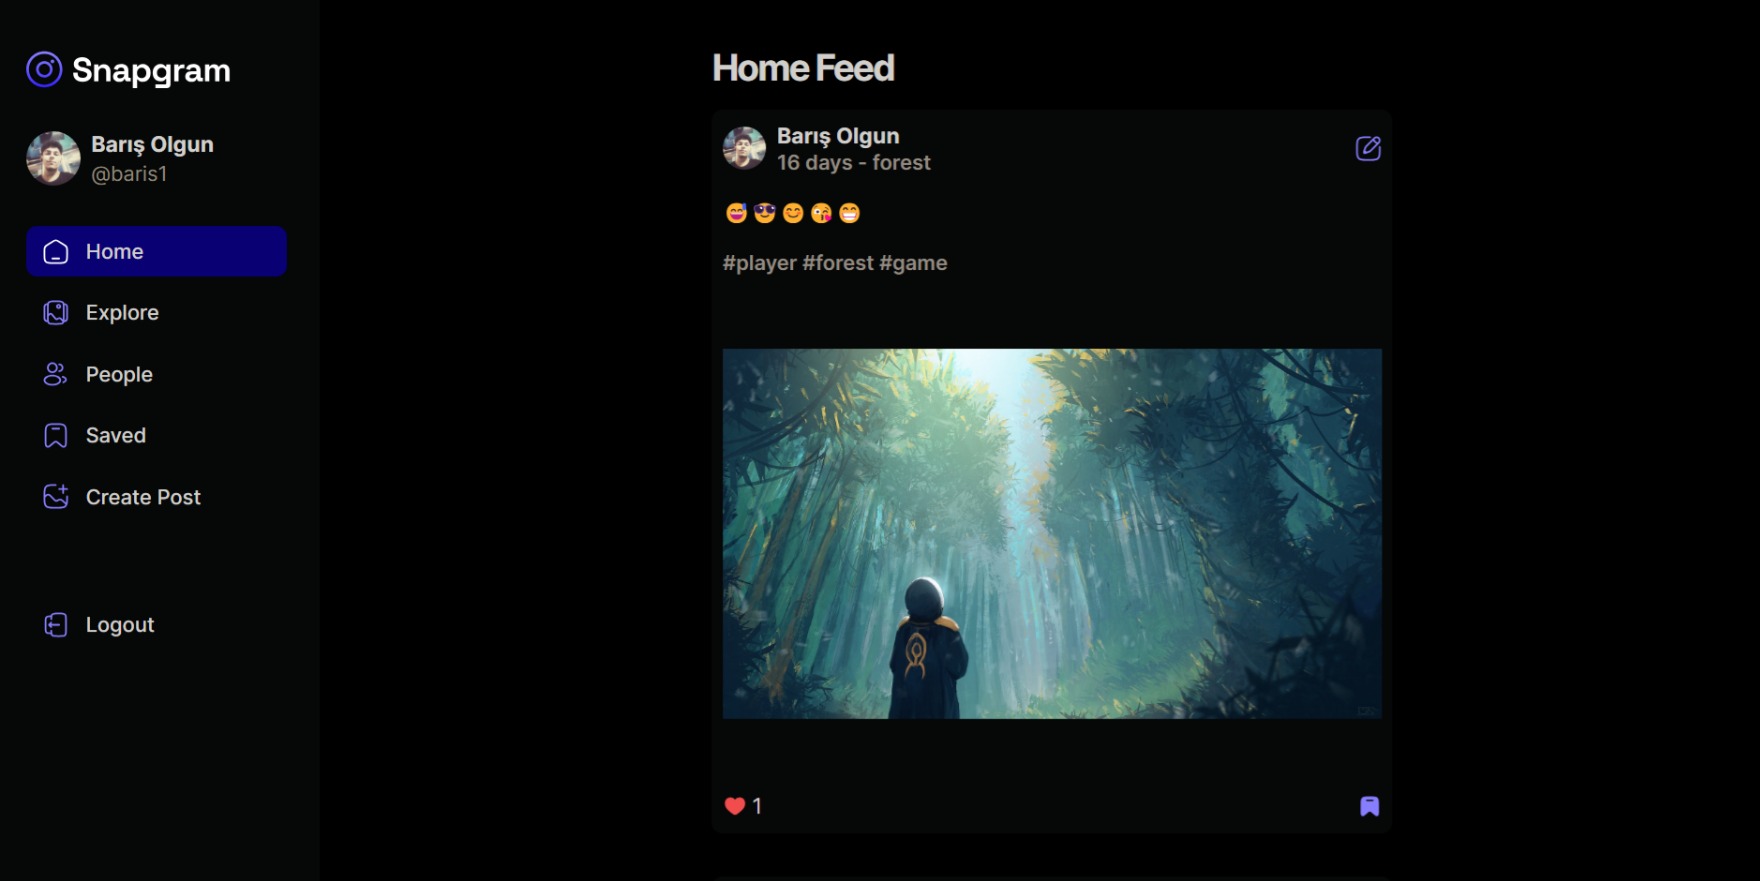 Snapgram
Barış Olgun
@baris1
Home
Explore
People
Saved
Create Post
Logout
Home Feed
Barış Olgun
16 days - forest
😅 😎 😊 😘 😁
#player #forest #game
1